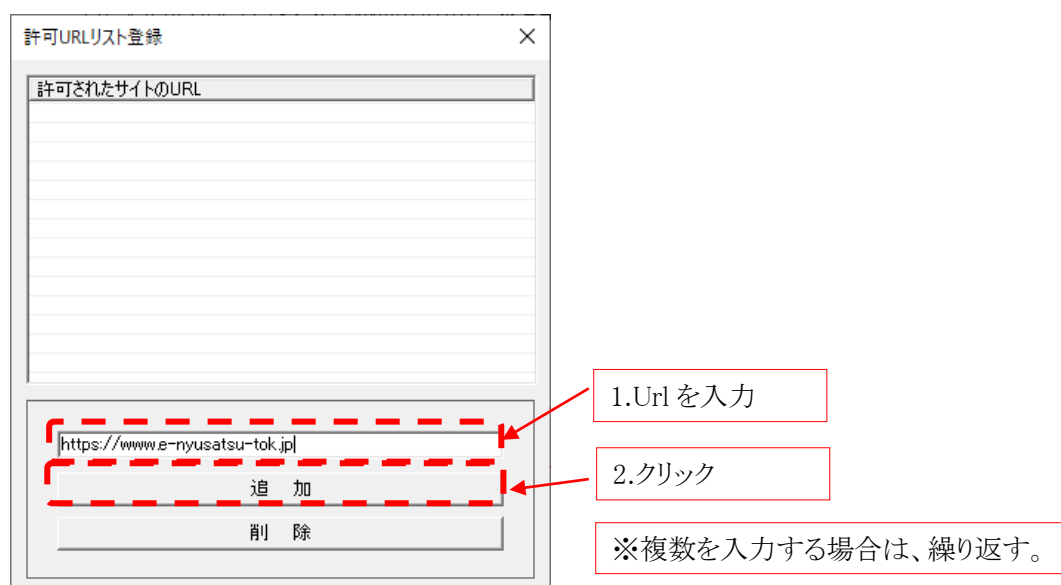 許可URLリスト登録
許可されたサイトのURL
1.Url を入力
https://www.e-nyusatsu-tok.jp
2.クリック
追 加
削 除
※複数を入力する場合は、繰り返す。